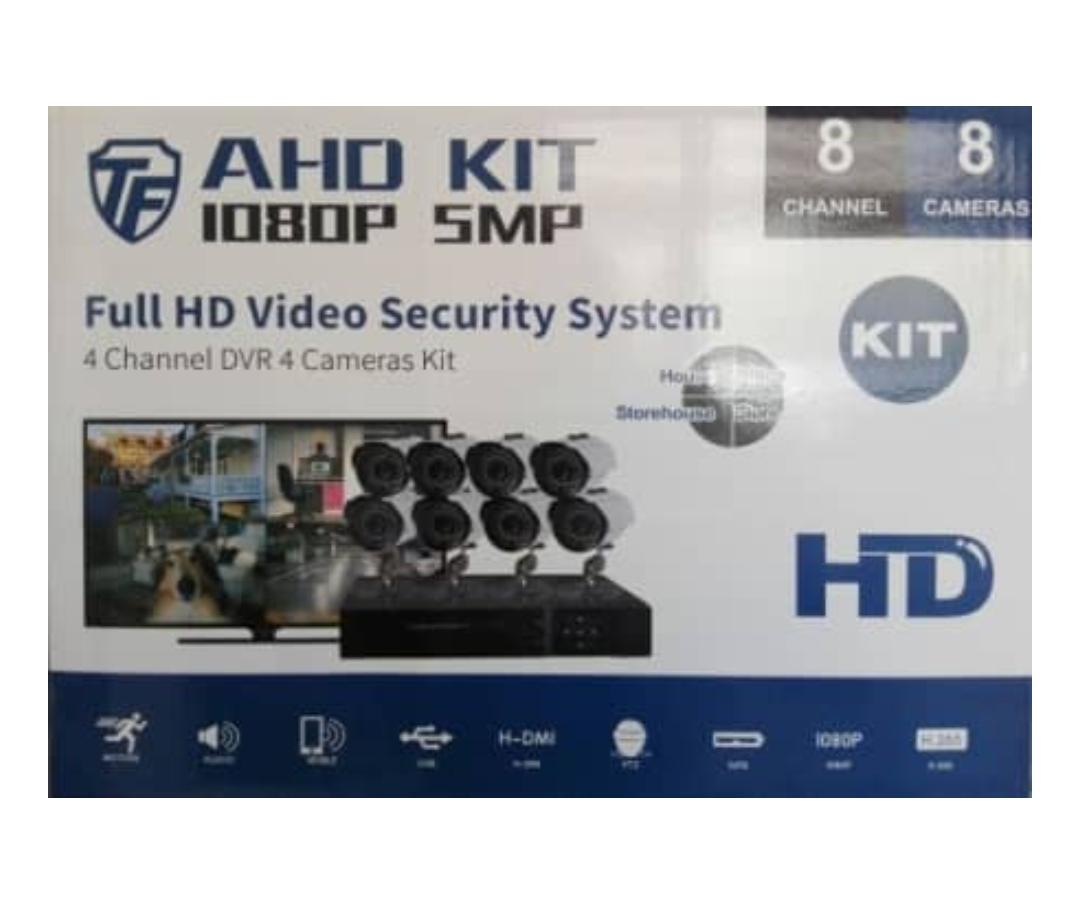 TF
AHD KIT
1080P 5MP
8
CHANNEL
8
CAMERAS
Full HD Video Security System
4 Channel DVR 4 Cameras Kit
KIT
Storehouse
HD
H-DMI
1080P